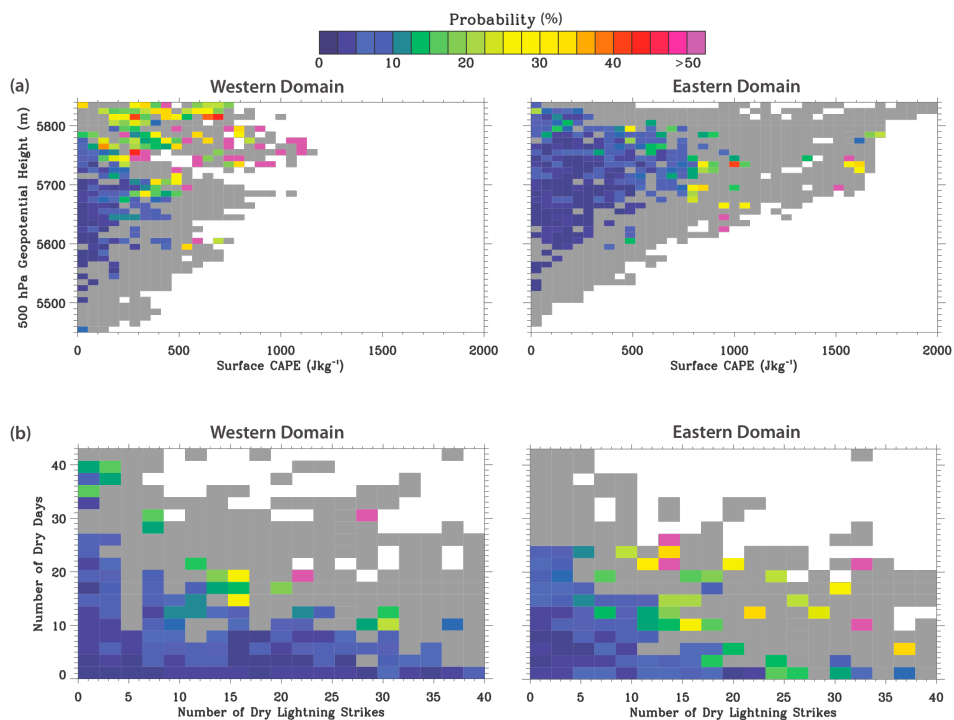 Probability (%)
0 10 20 30 40 >50
(a)
Western Domain
Eastern Domain
500 hPa Geopotential Height (m)
5800
5700
5600
5500
0 500 1000 1500 2000
0 500 1000 1500 2000
Surface CAPE (Jkg⁻¹)
Surface CAPE (Jkg⁻¹)
(b)
Western Domain
Eastern Domain
Number of Dry Days
40
30
20
10
0
0 5 10 15 20 25 30 35 40
0 5 10 15 20 25 30 35 40
Number of Dry Lightning Strikes
Number of Dry Lightning Strikes